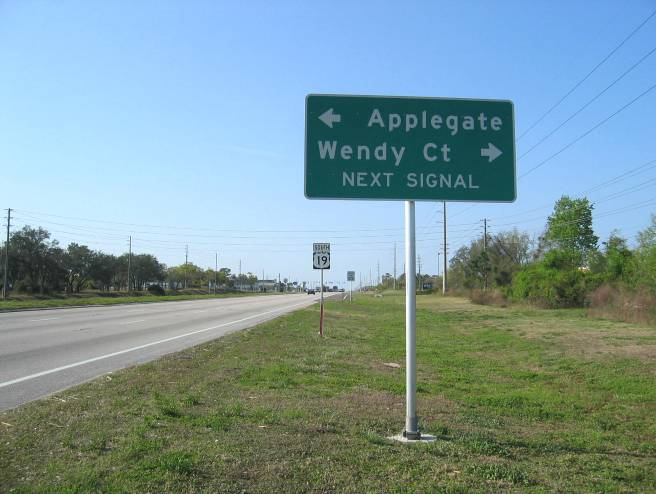 Applegate
Wendy Ct
NEXT SIGNAL
SOUTH
19